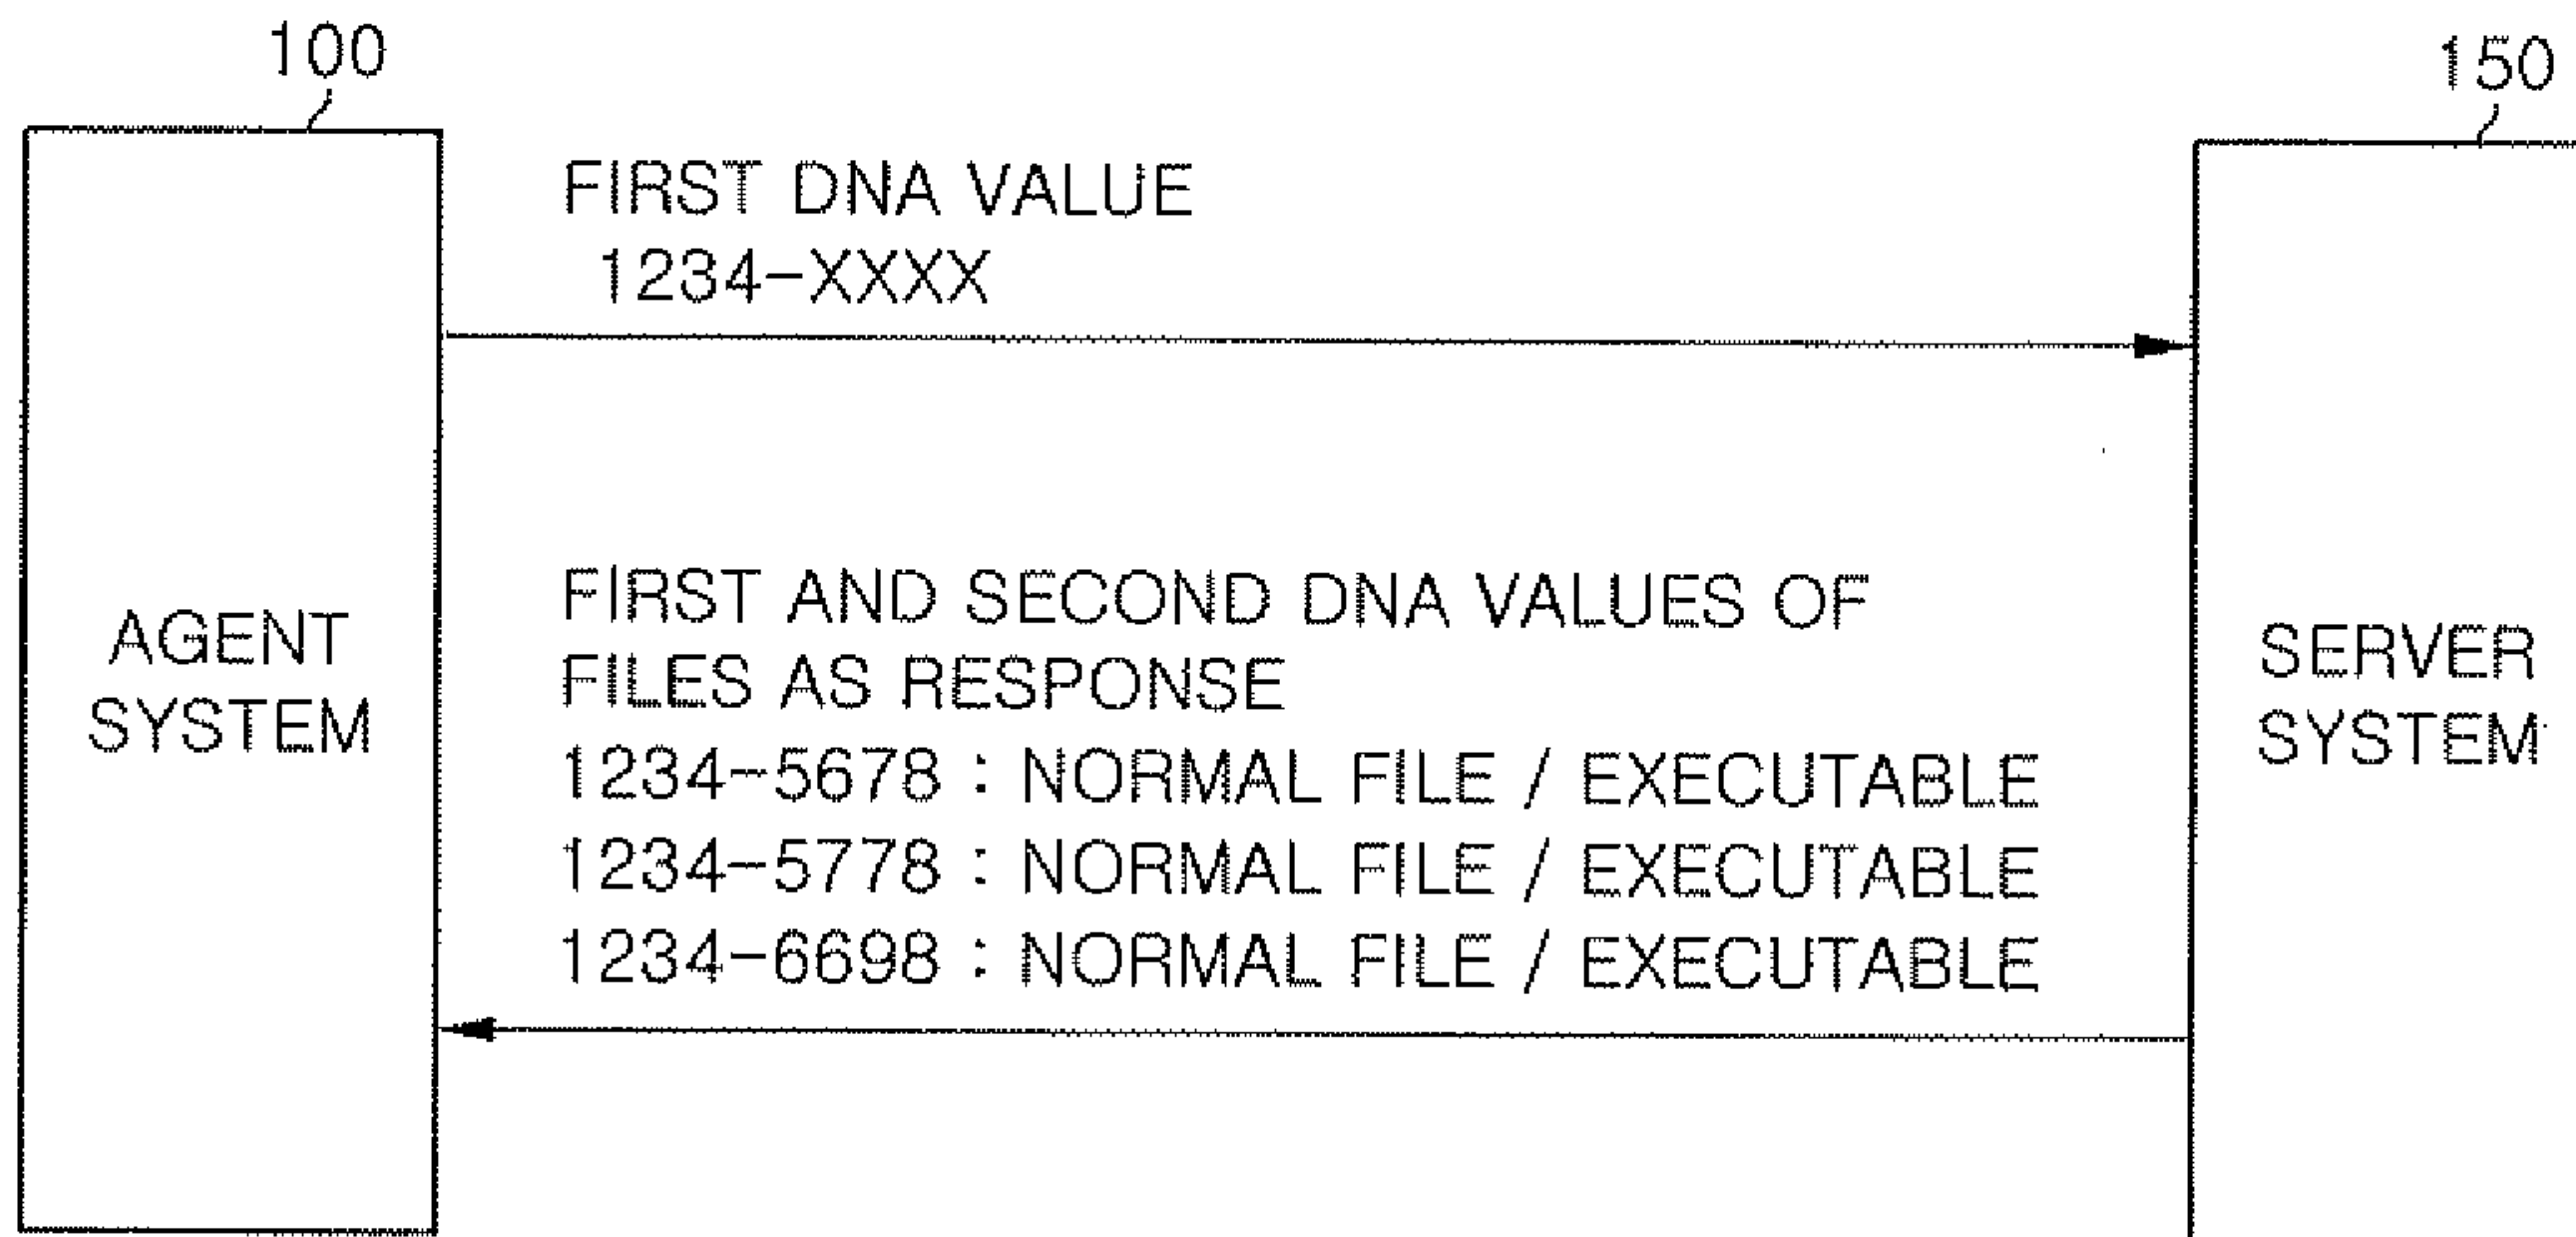 100
150
FIRST DNA VALUE
1234-XXXX
FIRST AND SECOND DNA VALUES OF
FILES AS RESPONSE
1234-5678 : NORMAL FILE / EXECUTABLE
1234-5778 : NORMAL FILE / EXECUTABLE
1234-6698 : NORMAL FILE / EXECUTABLE
AGENT
SYSTEM
SERVER
SYSTEM